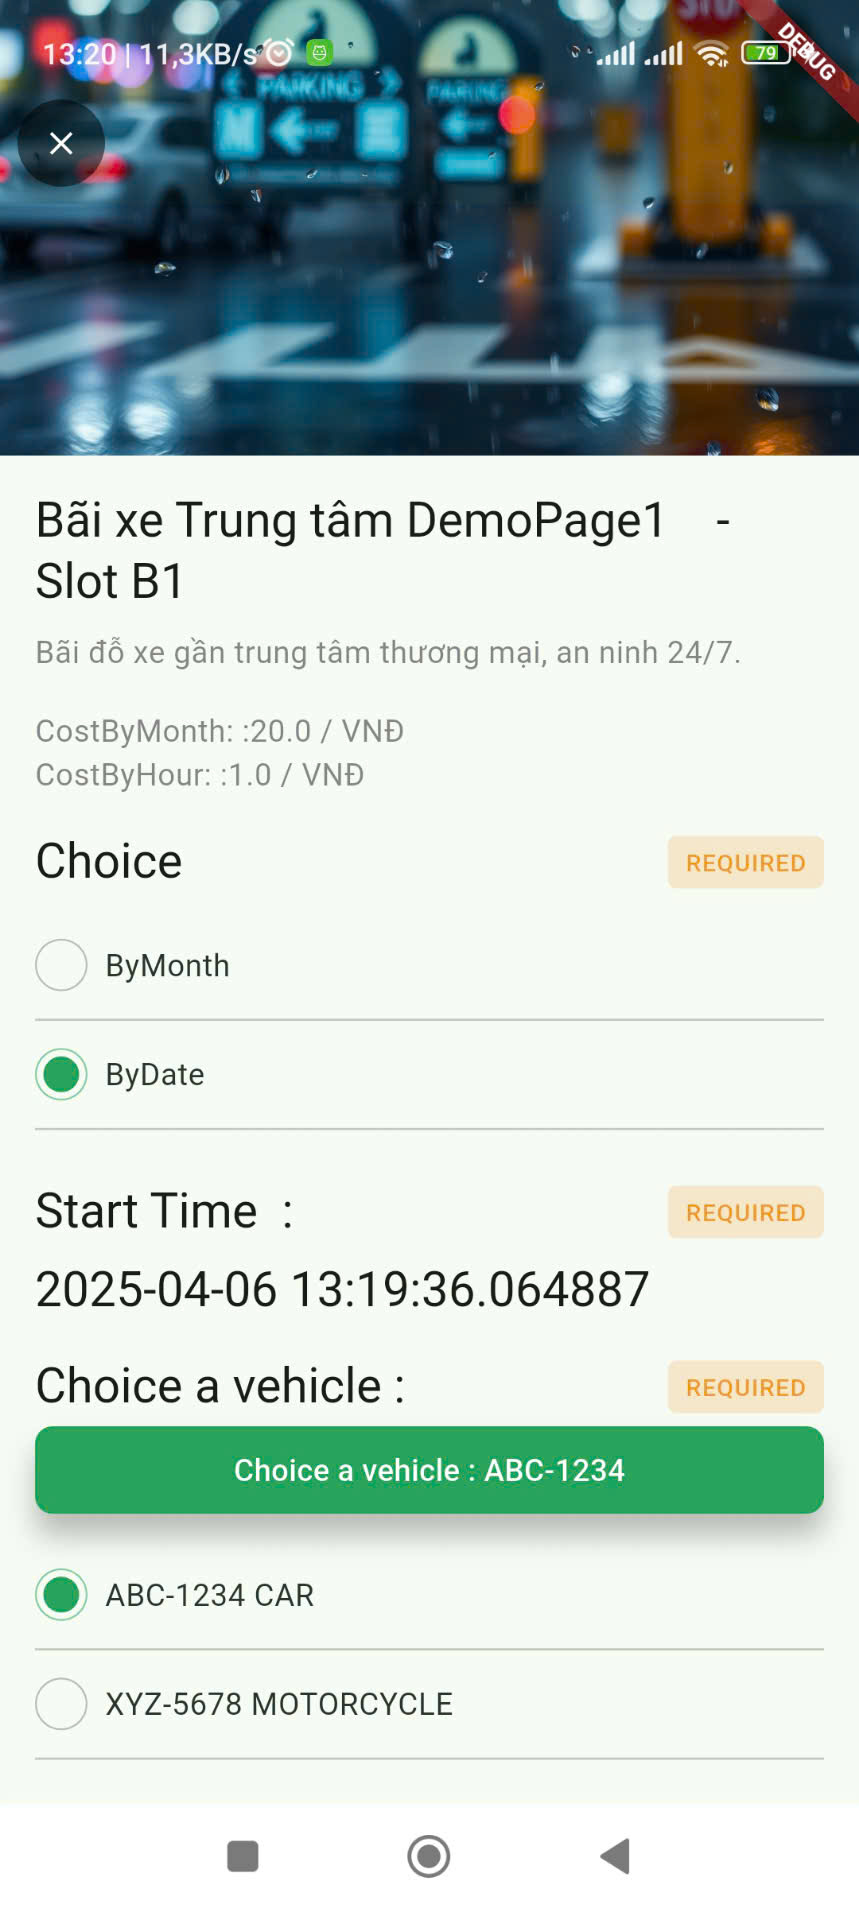 13:20 | 11,3KB/s
79
DEBUG
STOP
PARKING
PARKING
Bãi xe Trung tâm DemoPage1 -
Slot B1
Bãi đỗ xe gần trung tâm thương mại, an ninh 24/7.
CostByMonth: :20.0 / VNĐ
CostByHour: :1.0 / VNĐ
Choice
REQUIRED
ByMonth
ByDate
Start Time :
REQUIRED
2025-04-06 13:19:36.064887
Choice a vehicle :
REQUIRED
Choice a vehicle : ABC-1234
ABC-1234 CAR
XYZ-5678 MOTORCYCLE